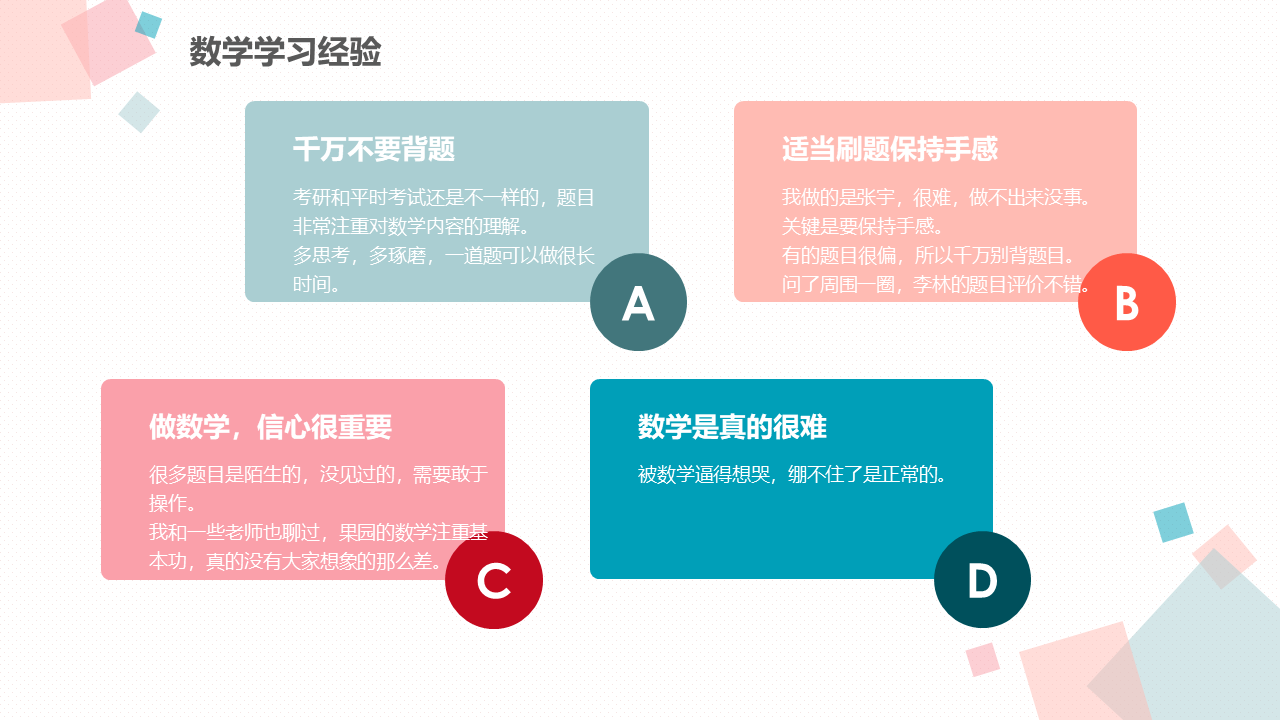 数学学习经验
千万不要背题
考研和平时考试还是不一样的，题目
非常注重对数学内容的理解。
多思考，多琢磨，一道题可以做很长
时间。
A
适当刷题保持手感
我做的是张宇，很难，做不出来没事。
关键是要保持手感。
有的题目很偏，所以千万别背题目。
问了周围一圈，李林的题目评价不错。
B
做数学，信心很重要
很多题目是陌生的，没见过的，需要敢于
操作。
我和一些老师也聊过，果园的数学注重基
本功，真的没有大家想象的那么差。
C
数学是真的很难
被数学逼得想哭，绷不住了是正常的。
D